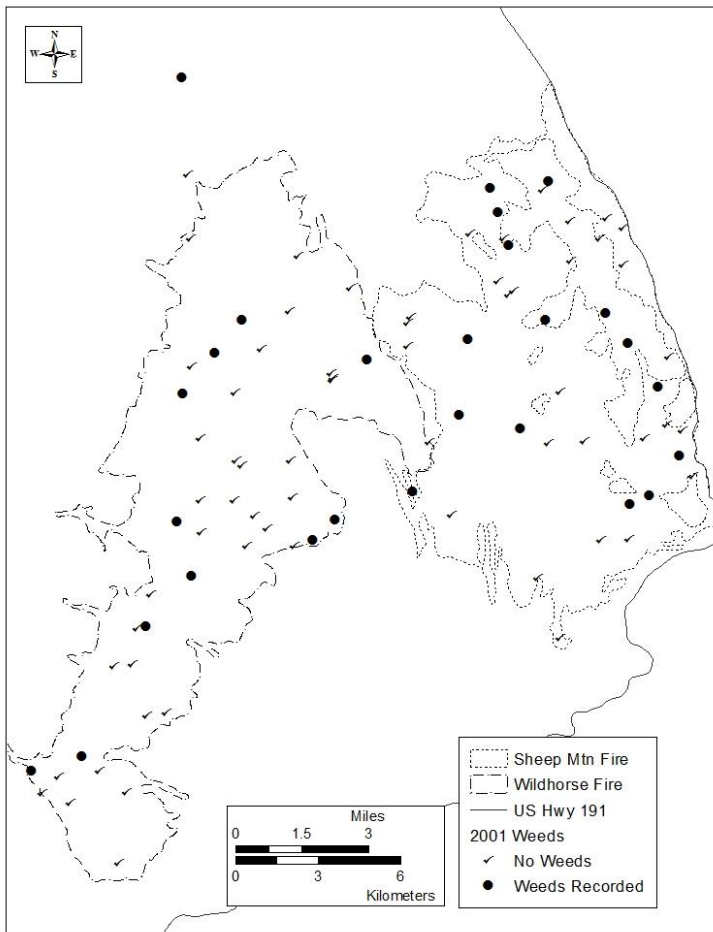 N
W E
S
Sheep Mtn Fire
Wildhorse Fire
US Hwy 191
2001 Weeds
No Weeds
Weeds Recorded
Miles
0 1.5 3
0 3 6
Kilometers